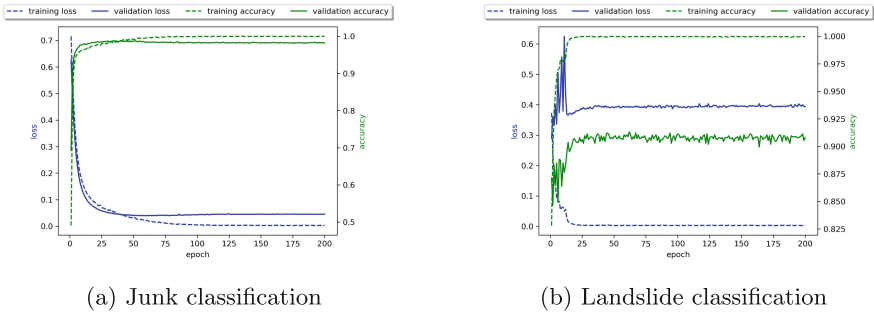 training loss validation loss training accuracy validation accuracy
0.7
0.6
0.5
0.4
0.3
0.2
0.1
0.0
loss
1.0
0.9
0.8
0.7
0.6
0.5
accuracy
0 25 50 75 100 125 150 175 200
epoch
(a) Junk classification
training loss validation loss training accuracy validation accuracy
0.6
0.5
0.4
0.3
0.2
0.1
0.0
loss
1.000
0.975
0.950
0.925
0.900
0.875
0.850
0.825
accuracy
0 25 50 75 100 125 150 175 200
epoch
(b) Landslide classification